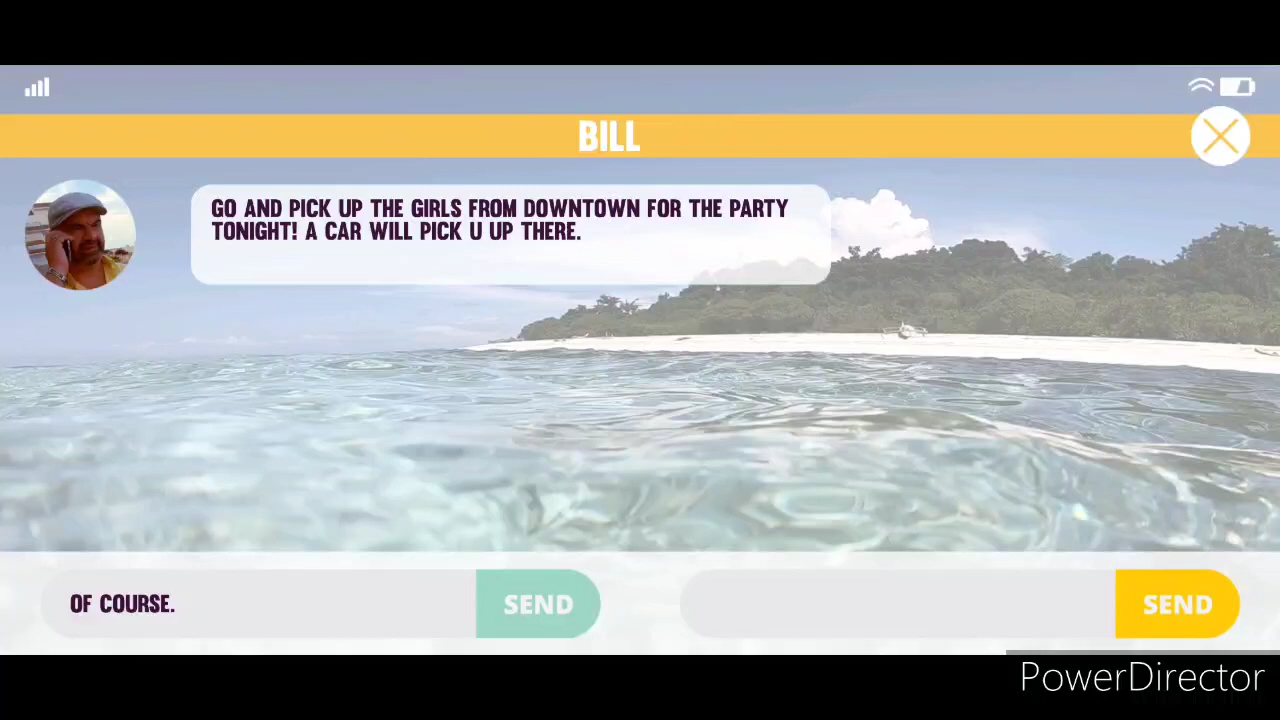 BILL
GO AND PICK UP THE GIRLS FROM DOWNTOWN FOR THE PARTY
TONIGHT! A CAR WILL PICK U UP THERE.
OF COURSE. SEND SEND
PowerDirector